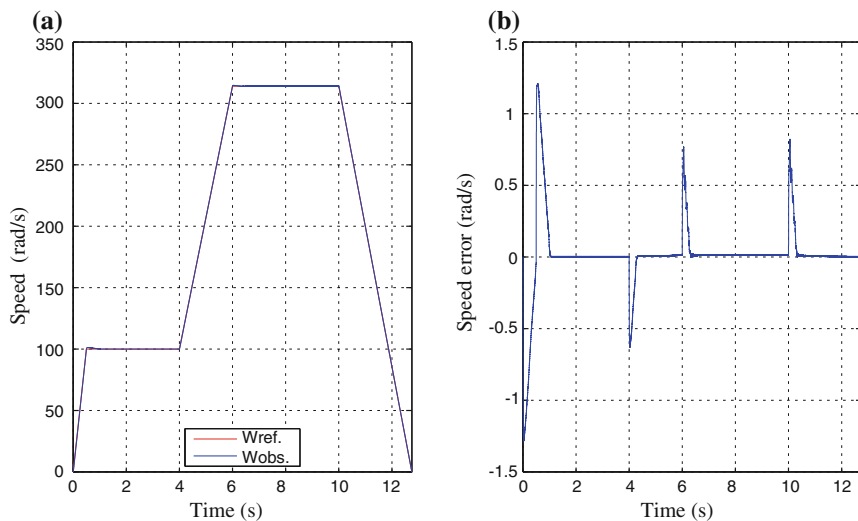 (a)
350
300
250
200
150
100
50
0
Speed (rad/s)
0 2 4 6 8 10 12
Time (s)
Wref.
Wobs.
(b)
1.5
1
0.5
0
-0.5
-1
-1.5
Speed error (rad/s)
0 2 4 6 8 10 12
Time (s)